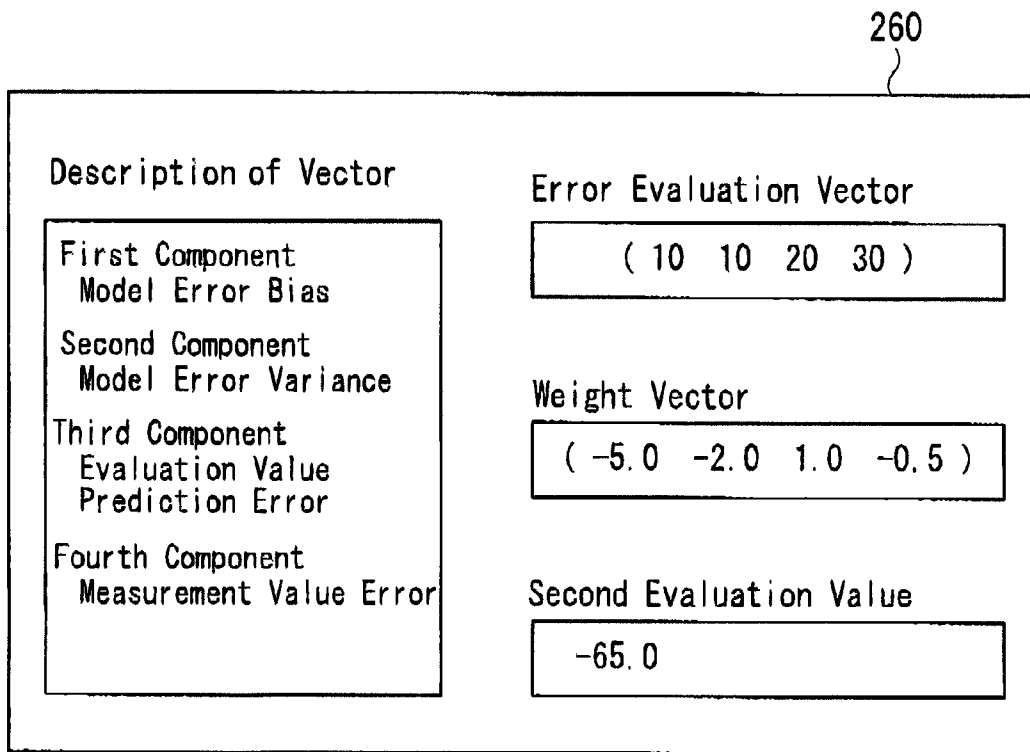 260
Description of Vector
First Component
Model Error Bias
Second Component
Model Error Variance
Third Component
Evaluation Value
Prediction Error
Fourth Component
Measurement Value Error
Error Evaluation Vector
( 10 10 20 30 )
Weight Vector
( -5.0 -2.0 1.0 -0.5 )
Second Evaluation Value
-65.0